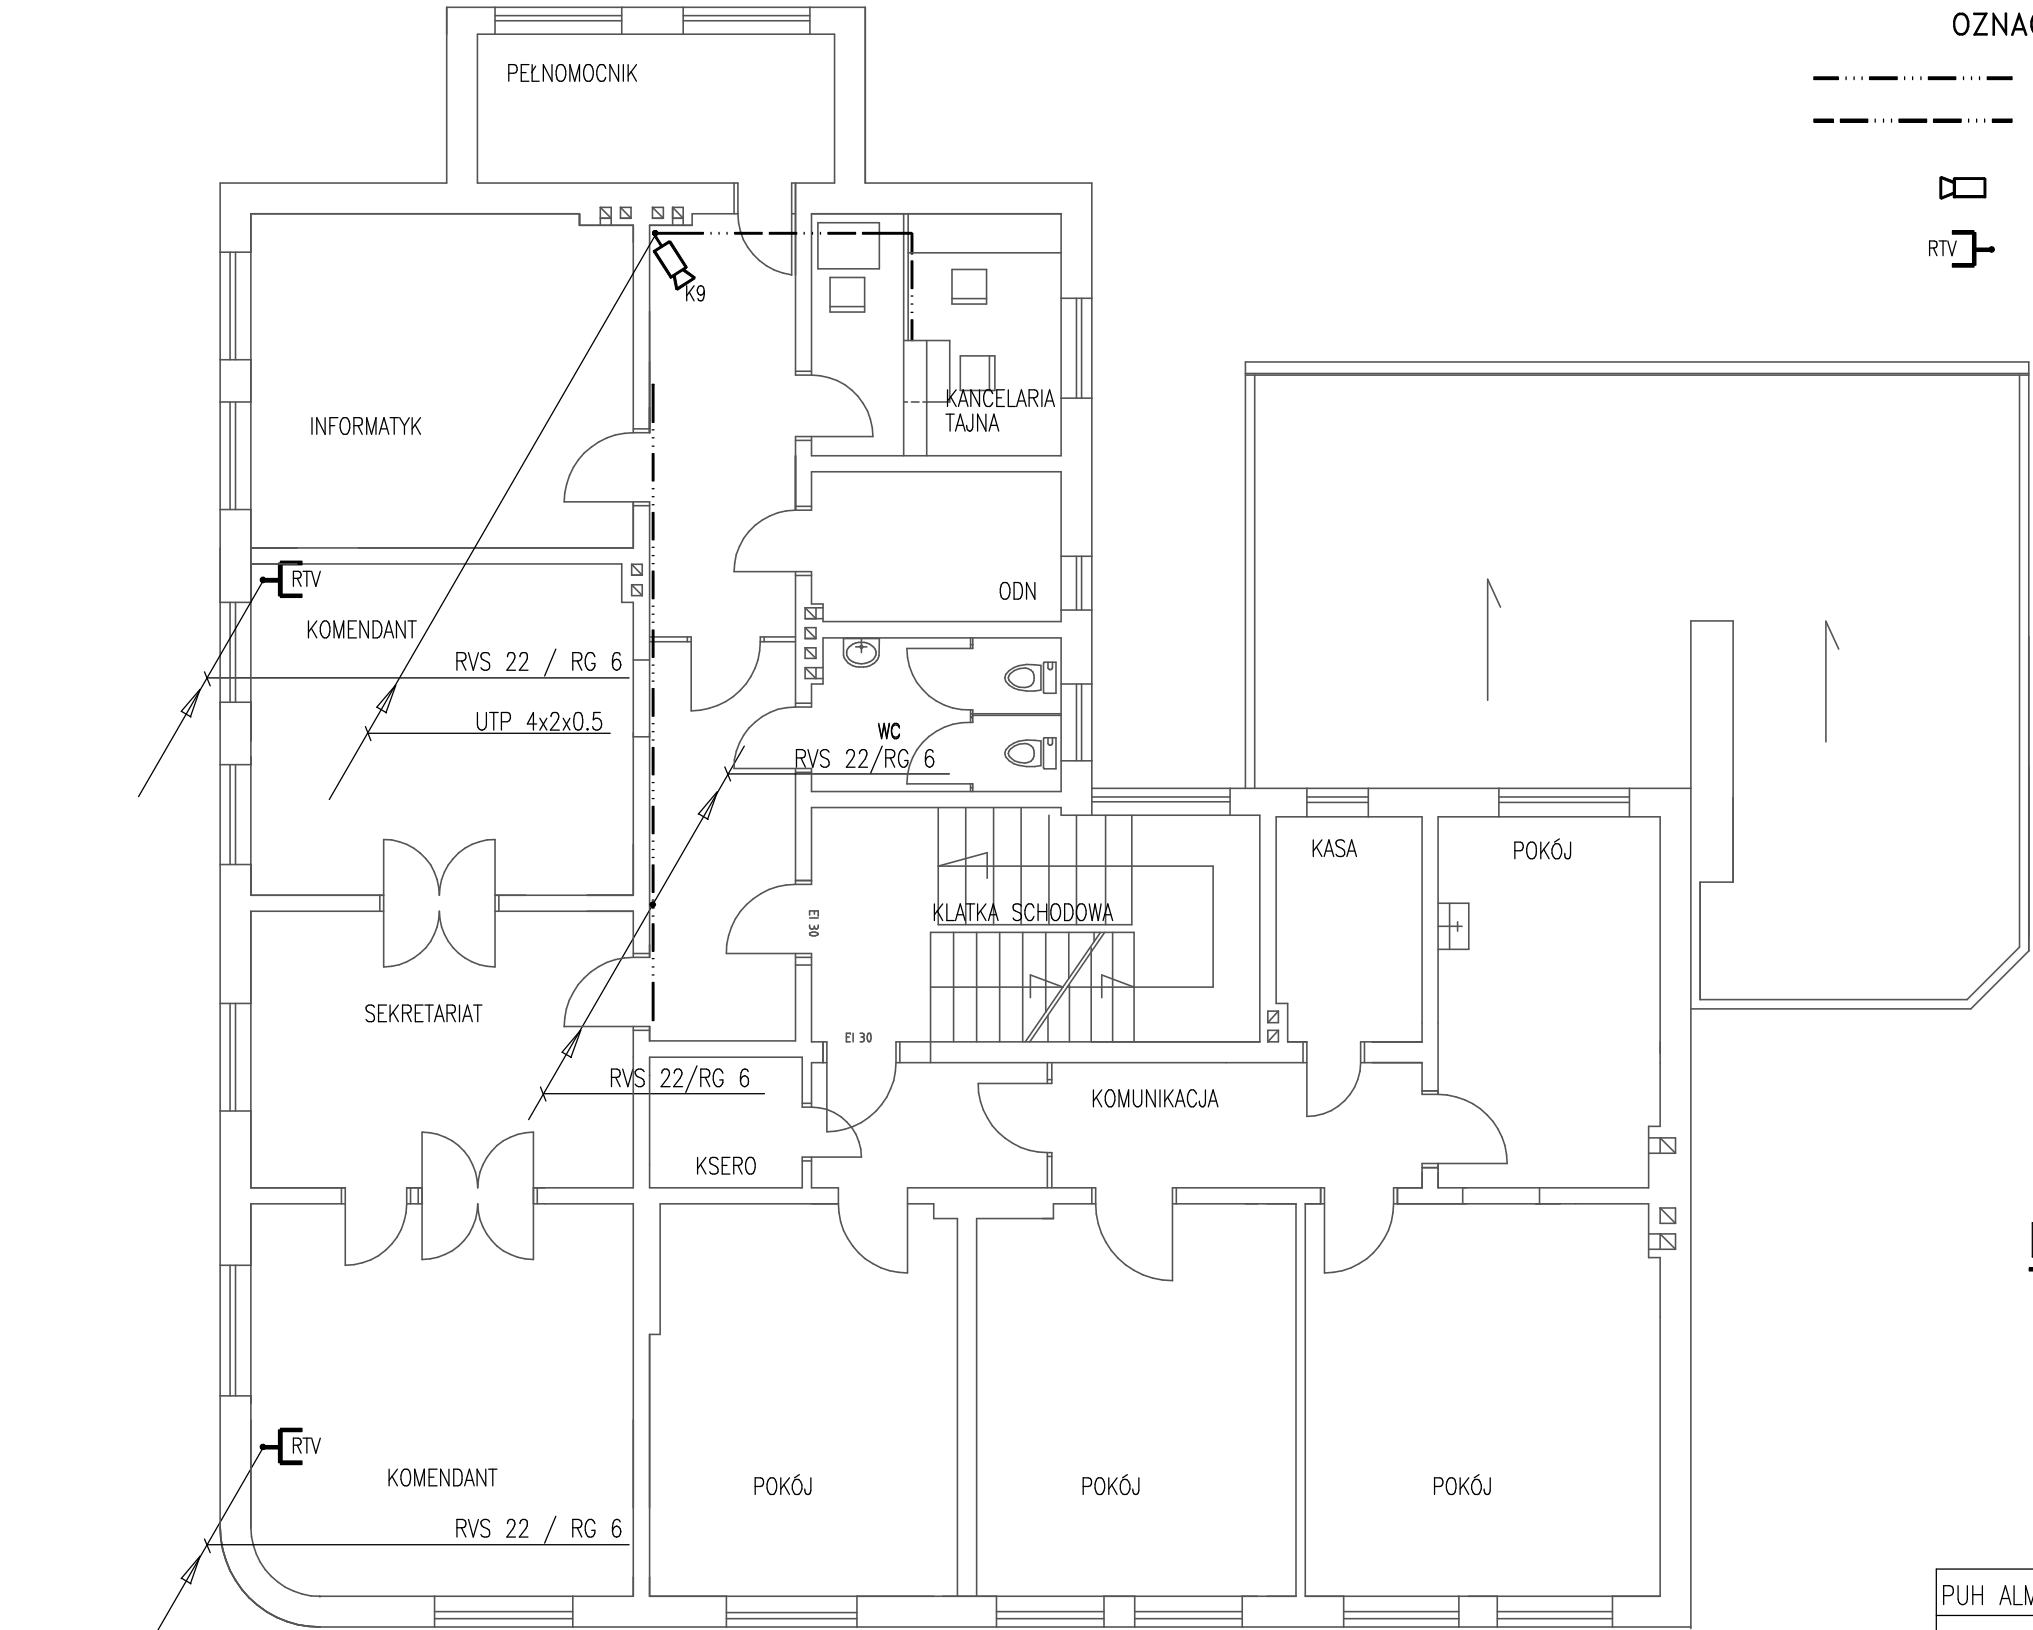 OZNAC
PEŁNOMOCNIK
RTV
K9
KANCELARIA
TAJNA
INFORMATYK
RTV
ODN
KOMENDANT
RVS 22 / RG 6
UTP 4x2x0.5
WC
RVS 22/RG 6
KASA
POKÓJ
KLATKA SCHODOWA
EI 30
SEKRETARIAT
EI 30
RVS 22/RG 6
KOMUNIKACJA
KSERO
RTV
KOMENDANT
POKÓJ
POKÓJ
POKÓJ
RVS 22 / RG 6
PUH ALM